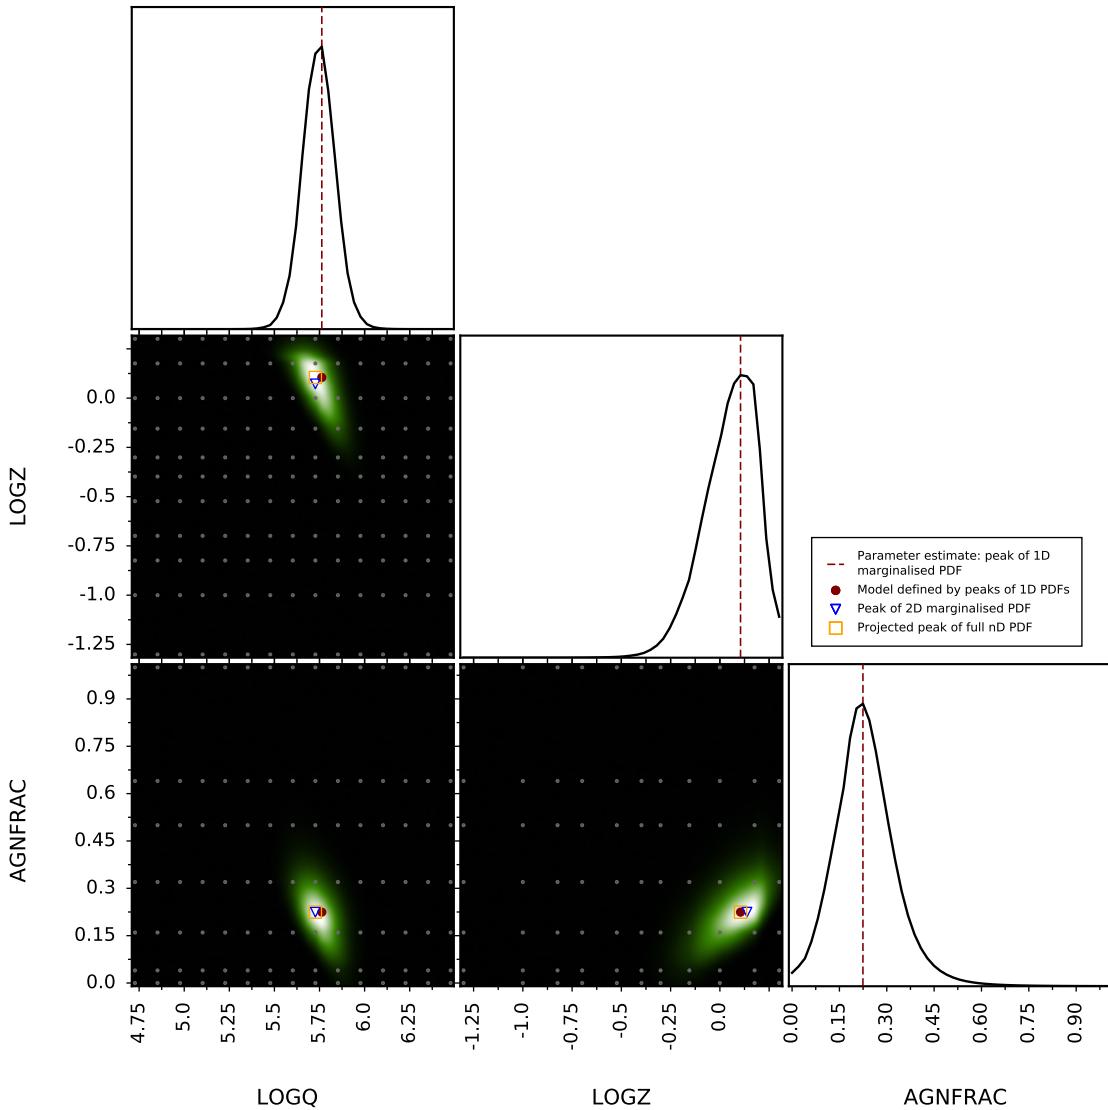 0.0
-0.25
-0.5
-0.75
-1.0
-1.25
LOGZ
Parameter estimate: peak of 1D
marginalised PDF
Model defined by peaks of 1D PDFs
Peak of 2D marginalised PDF
Projected peak of full nD PDF
0.9
0.75
0.6
0.45
0.3
0.15
0.0
AGNFRAC
4.75 5.0 5.25 5.5 5.75 6.0 6.25
-1.25 -1.0 -0.75 -0.5 -0.25 0.0
0.00 0.15 0.30 0.45 0.60 0.75 0.90
LOGQ
LOGZ
AGNFRAC